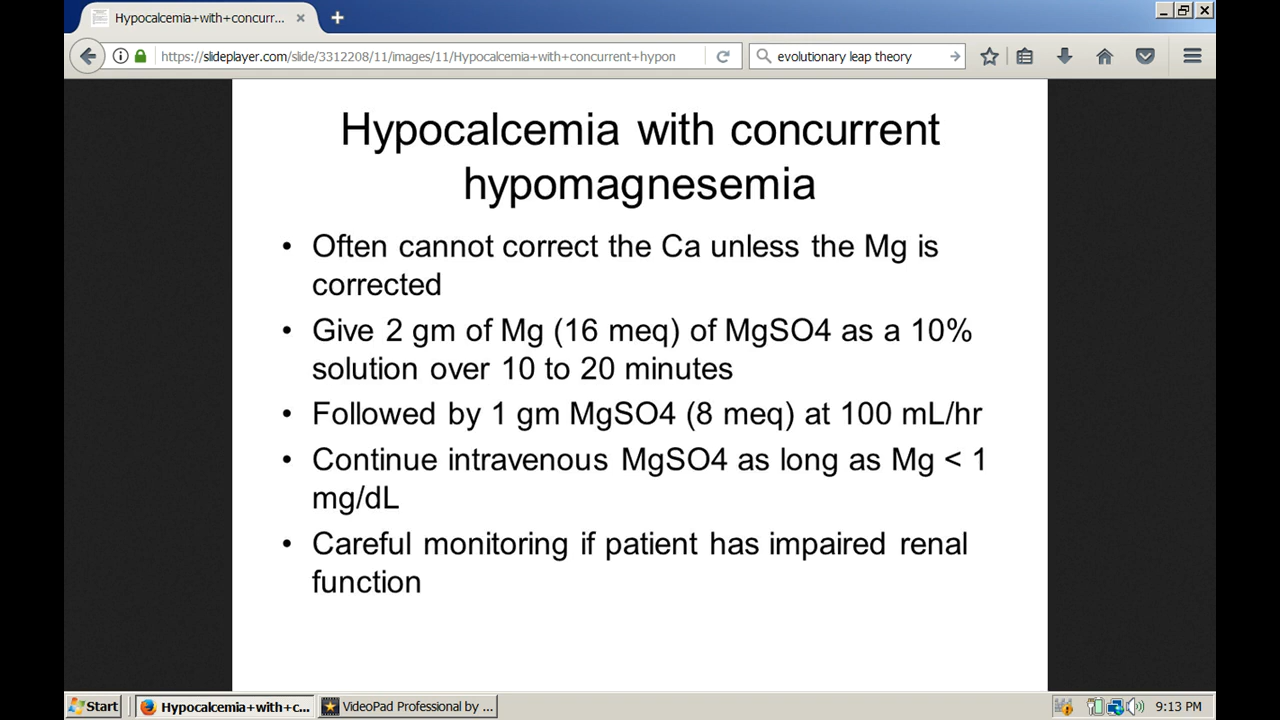 Hypocalcemia+with+concurr...
https://slideplayer.com/slide/3312208/11/images/11/Hypocalcemia+with+concurrent+hypon
evolutionary leap theory
Hypocalcemia with concurrent
hypomagnesemia
• Often cannot correct the Ca unless the Mg is
corrected
• Give 2 gm of Mg (16 meq) of MgSO4 as a 10%
solution over 10 to 20 minutes
• Followed by 1 gm MgSO4 (8 meq) at 100 mL/hr
• Continue intravenous MgSO4 as long as Mg < 1
mg/dL
• Careful monitoring if patient has impaired renal
function
Start
Hypocalcemia+with+c...
VideoPad Professional by ...
9:13 PM